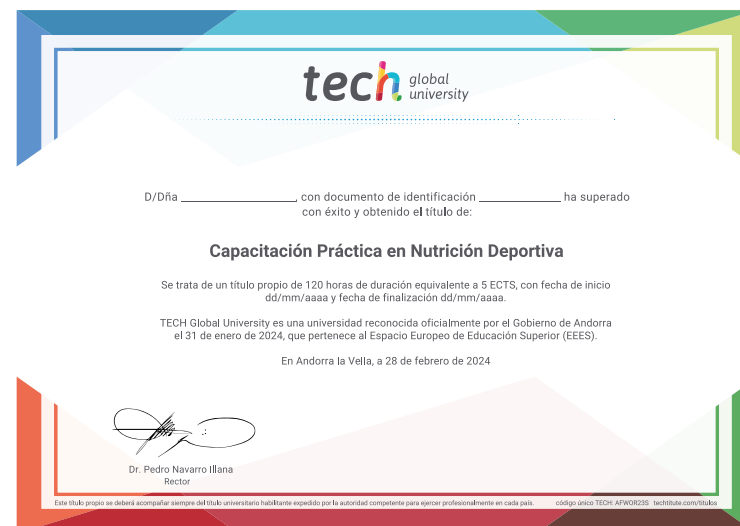 tech global university
D/Dña ______________, con documento de identificación __________ ha superado
con éxito y obtenido el título de:
Capacitación Práctica en Nutrición Deportiva
Se trata de un título propio de 120 horas de duración equivalente a 5 ECTS, con fecha de inicio
dd/mm/aaaa y fecha de finalización dd/mm/aaaa.
TECH Global University es una universidad reconocida oficialmente por el Gobierno de Andorra
el 31 de enero de 2024, que pertenece al Espacio Europeo de Educación Superior (EEES).
En Andorra la Vella, a 28 de febrero de 2024
Dr. Pedro Navarro Illana
Rector
Este título propio se deberá acompañar siempre del título universitario habilitante expedido por la autoridad competente para ejercer profesionalmente en cada país. código único TECH: AFWOR23S techtitute.com/titulos